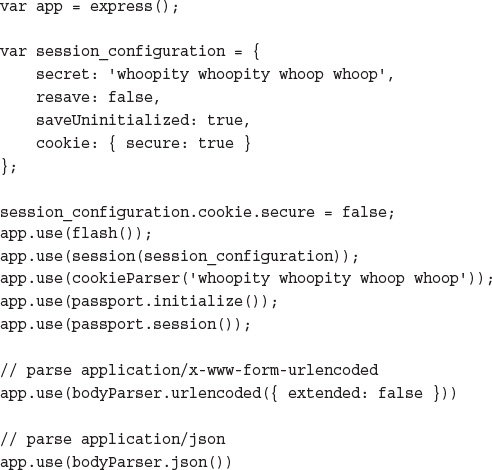 var app = express();

var session_configuration = {
    secret: 'whoopity whoopity whoop whoop',
    resave: false,
    saveUninitialized: true,
    cookie: { secure: true }
};

session_configuration.cookie.secure = false;
app.use(flash());
app.use(session(session_configuration));
app.use(cookieParser('whoopity whoopity whoop whoop'));
app.use(passport.initialize());
app.use(passport.session());

// parse application/x-www-form-urlencoded
app.use(bodyParser.urlencoded({ extended: false }))

// parse application/json
app.use(bodyParser.json())